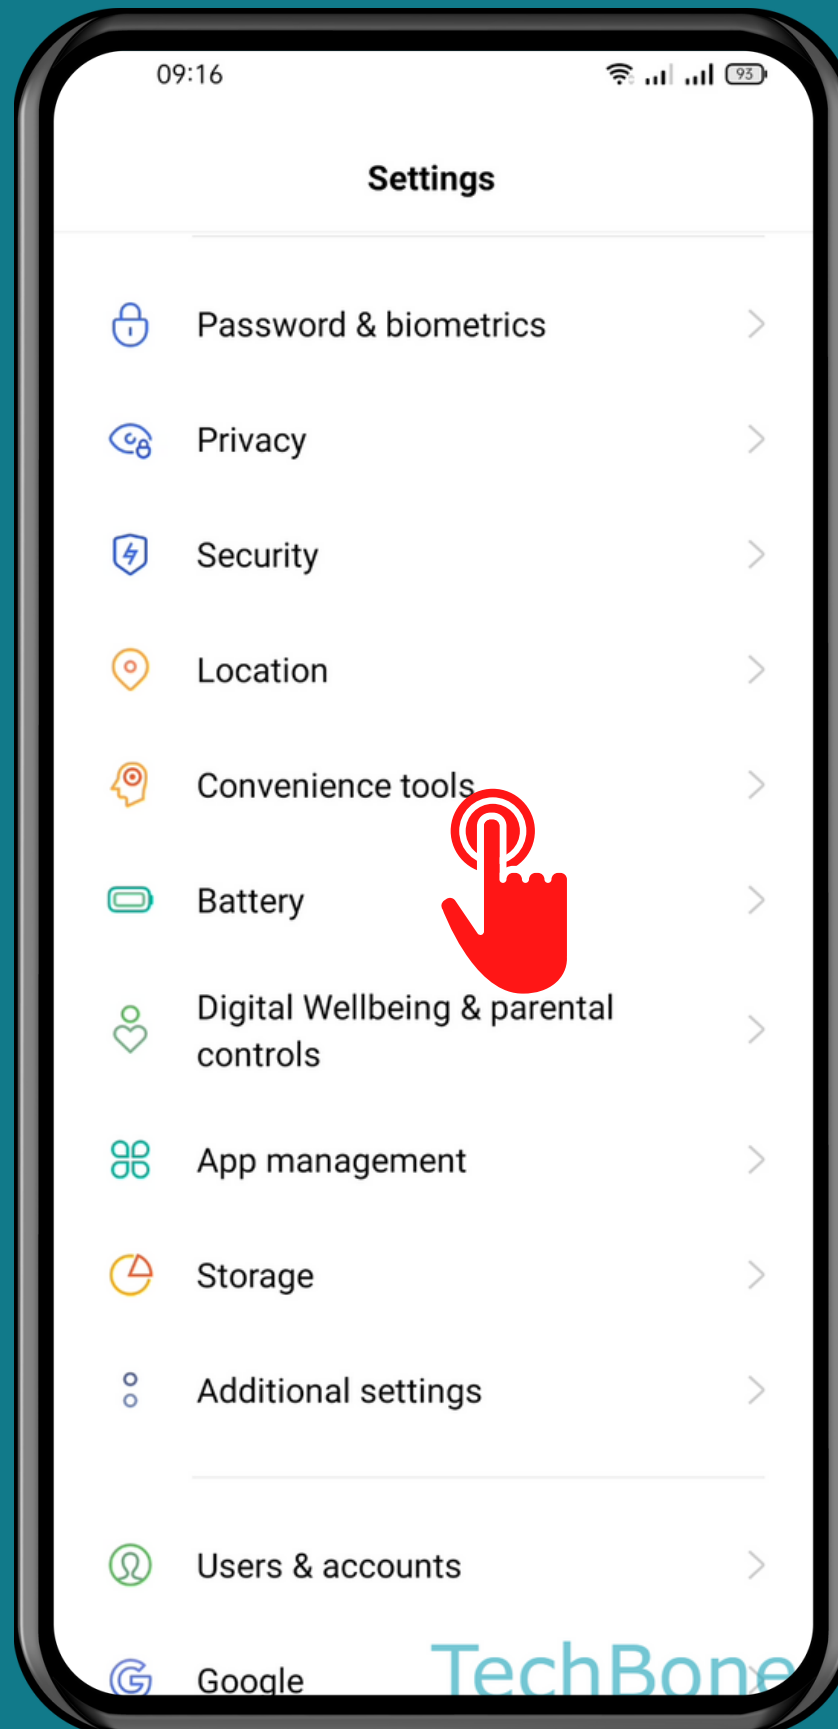 09:16 93
Settings
Password & biometrics
Privacy
Security
Location
Convenience tools
Battery
Digital Wellbeing & parental
controls
App management
Storage
Additional settings
Users & accounts
Google
TechBone